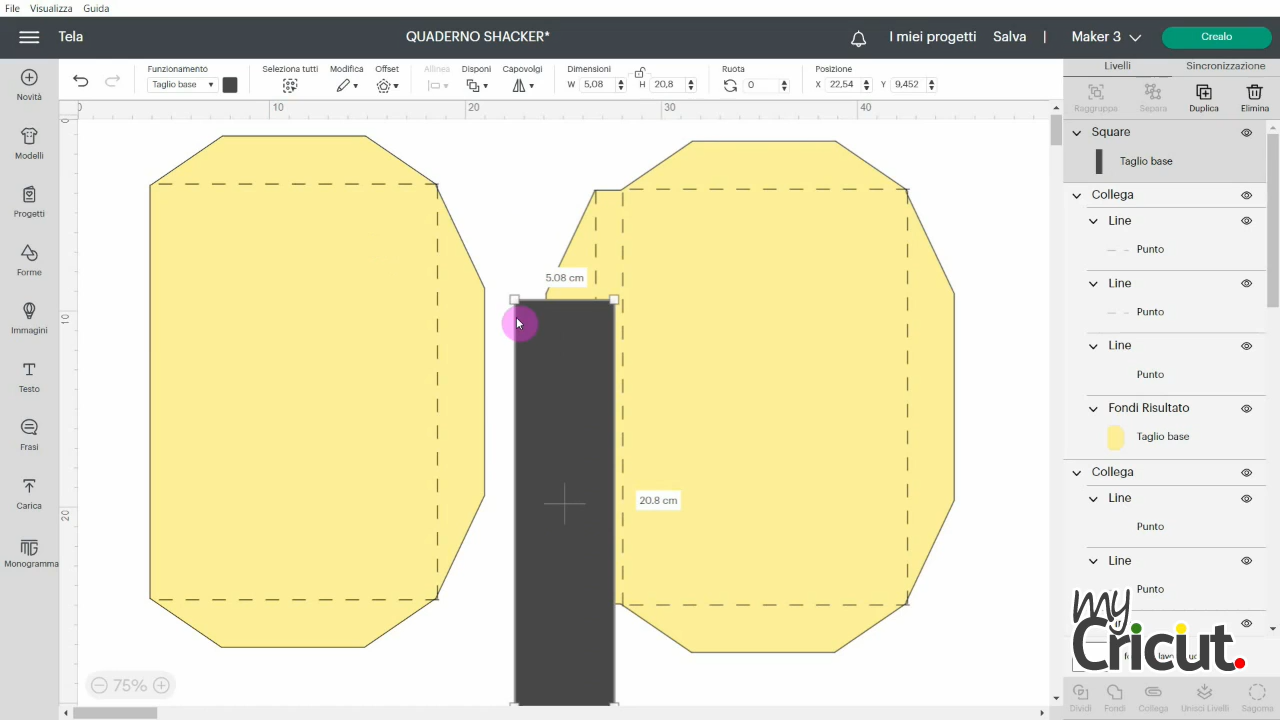 File Visualizza Guida
Tela
QUADERNO SHACKER*
I miei progetti Salva | Maker 3 Crealo
Funzionamento Seleziona tutti Modifica Offset Allinea Disponi Capovolgi Dimensioni Ruota Posizione
Taglio base W 5,08 H 20,8 0 X 22,54 Y 9,452
Livelli Sincronizzazione
Raggruppa Separa Duplica Elimina
0 10 20 30 40
0
10
20
Novità
Modelli
Progetti
Forme
Immagini
Testo
Frasi
Carica
Monogramma
5.08 cm
20.8 cm
75%
Square
Taglio base
Collega
Line
Punto
Line
Punto
Line
Punto
Fondi Risultato
Taglio base
Collega
Line
Punto
Line
Punto
my
Cricut.
Dividi Fondi Collega Unisci Livelli Sagoma